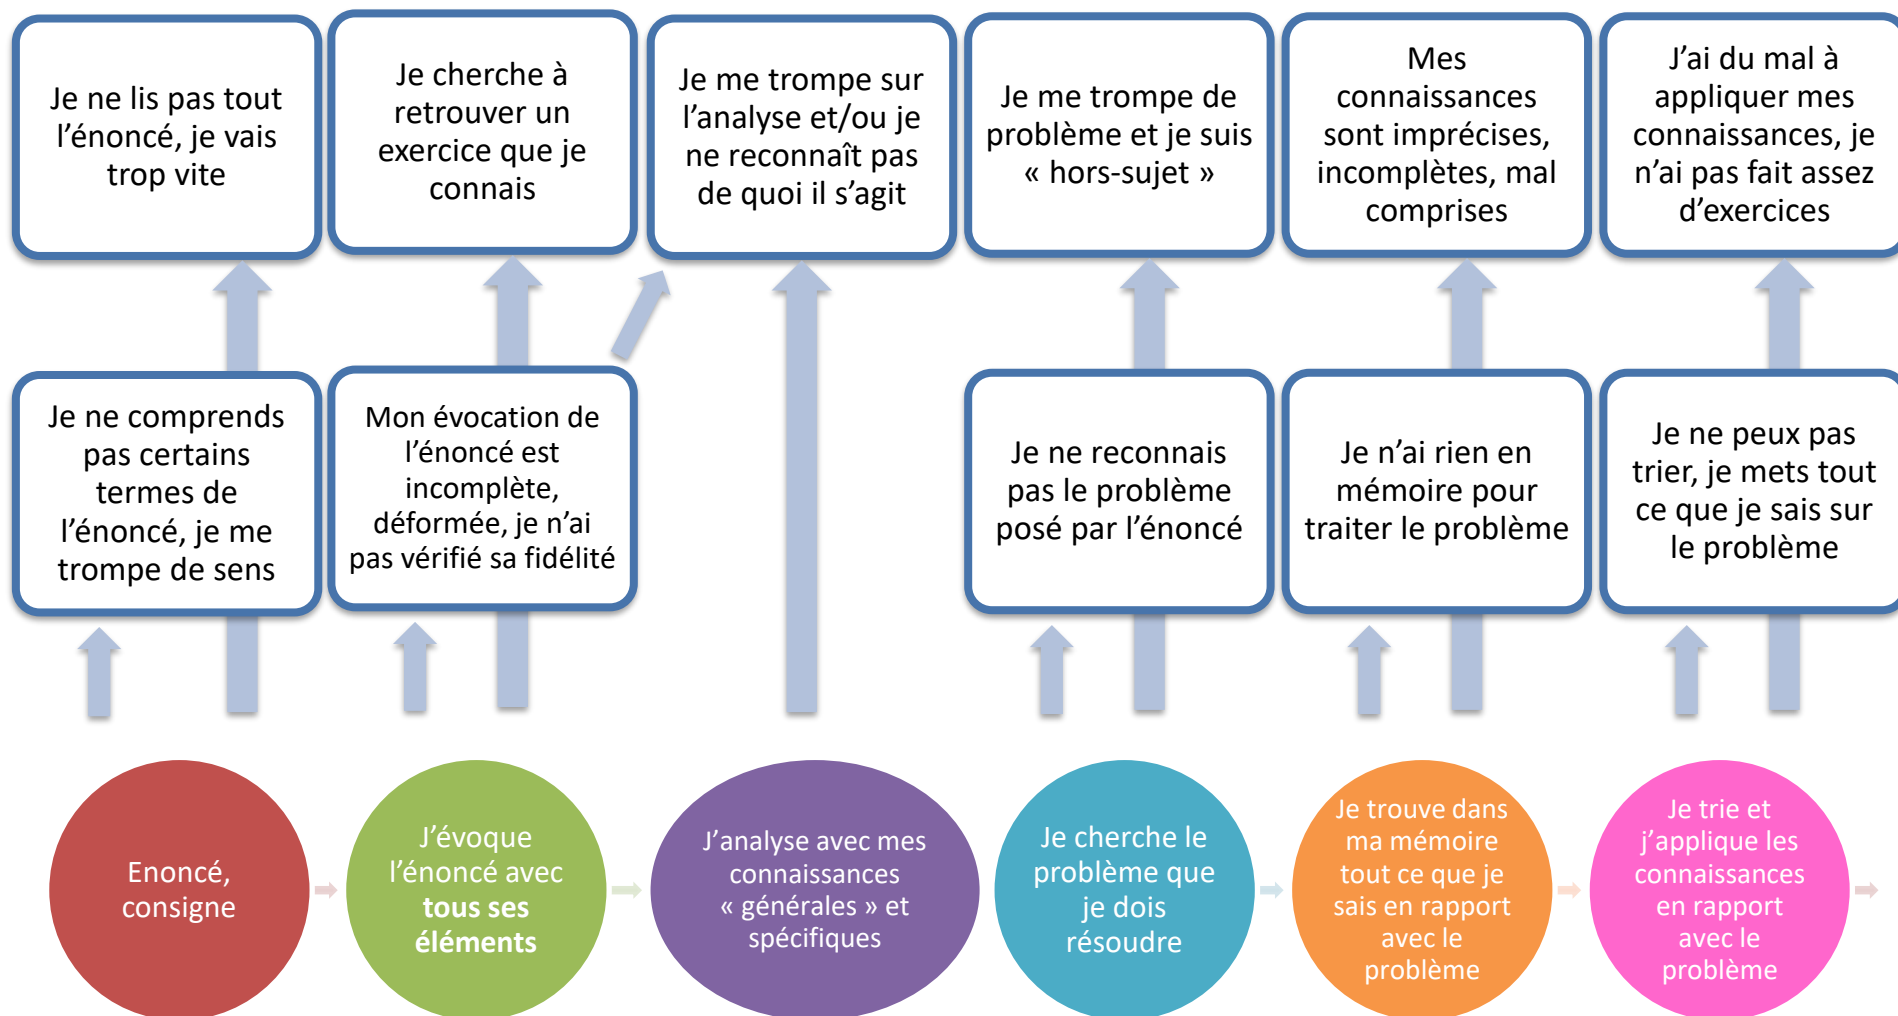 Je ne lis pas tout
l'énoncé, je vais
trop vite
Je cherche à
retrouver un
exercice que je
connais
Je me trompe sur
l'analyse et/ou je
ne reconnaît pas
de quoi il s'agit
Je me trompe de
problème et je suis
« hors-sujet »
Mes
connaissances
sont imprécises,
incomplètes, mal
comprises
J'ai du mal à
appliquer mes
connaissances, je
n'ai pas fait assez
d'exercices
Je ne comprends
pas certains
termes de
l'énoncé, je me
trompe de sens
Mon évocation de
l'énoncé est
incomplète,
déformée, je n'ai
pas vérifié sa fidélité
Je ne reconnais
pas le problème
posé par l'énoncé
Je n'ai rien en
mémoire pour
traiter le problème
Je ne peux pas
trier, je mets tout
ce que je sais sur
le problème
Enoncé,
consigne
J'évoque
l'énoncé avec
tous ses
éléments
J'analyse avec mes
connaissances
« générales » et
spécifiques
Je cherche le
problème que
je dois
résoudre
Je trouve dans
ma mémoire
tout ce que je
sais en rapport
avec le
problème
Je trie et
j'applique les
connaissances
en rapport
avec le
problème